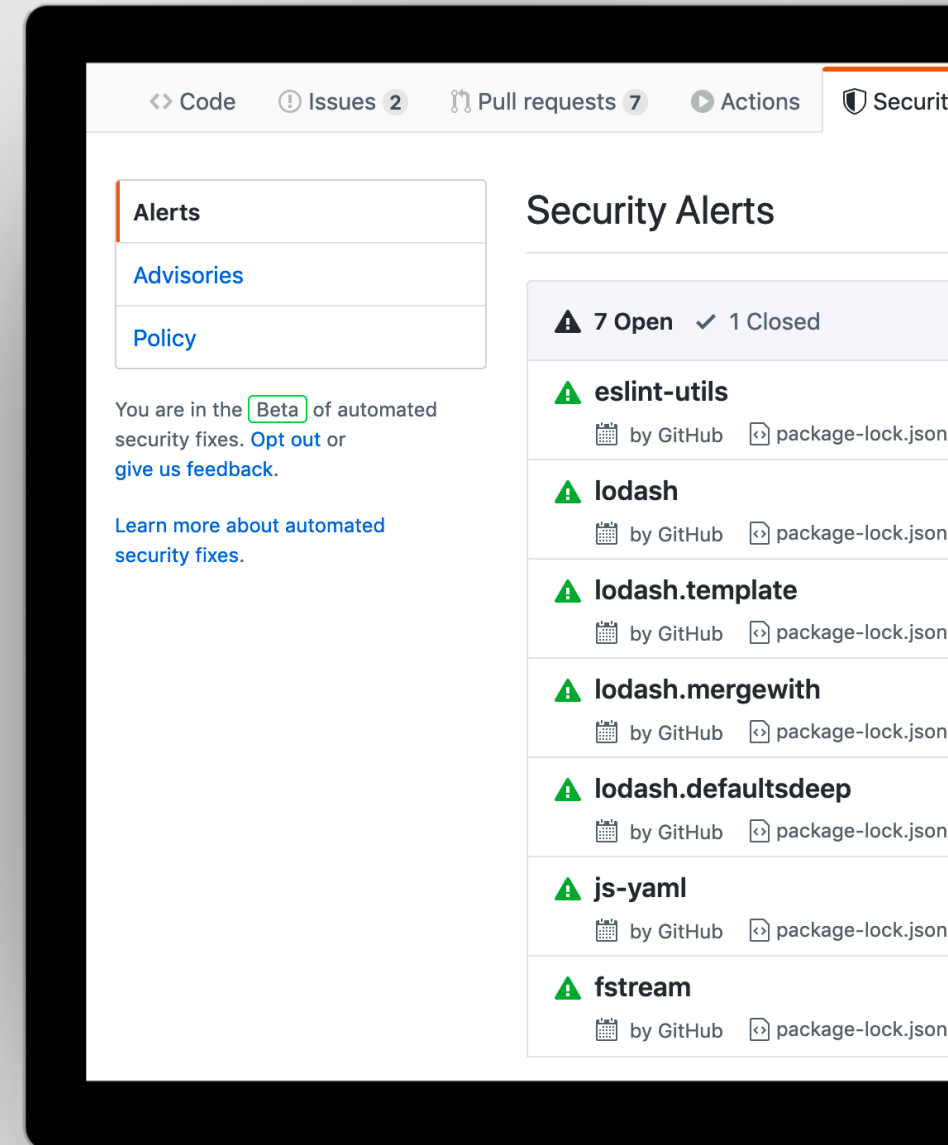 Code Issues 2 Pull requests 7 Actions
Alerts
Advisories
Policy
You are in the Beta of automated
security fixes. Opt out or
give us feedback.
Learn more about automated
security fixes.
Security Alerts
7 Open 1 Closed
eslint-utils
by GitHub package-lock.json
lodash
by GitHub package-lock.json
lodash.template
by GitHub package-lock.json
lodash.mergewith
by GitHub package-lock.json
lodash.defaultsdeep
by GitHub package-lock.json
js-yaml
by GitHub package-lock.json
fstream
by GitHub package-lock.json